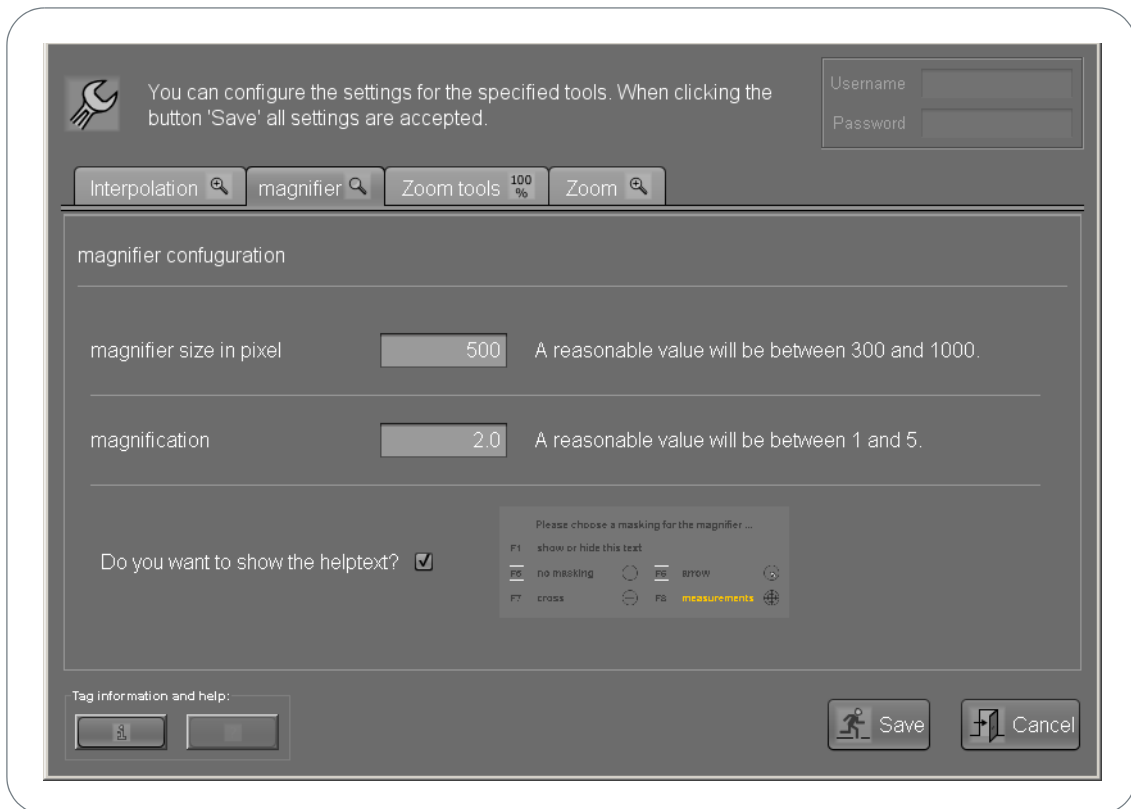 You can configure the settings for the specified tools. When clicking the
button 'Save' all settings are accepted.
Username
Password
Interpolation
magnifier
Zoom tools 100 %
Zoom
magnifier confuguration
magnifier size in pixel 500 A reasonable value will be between 300 and 1000.
magnification 2.0 A reasonable value will be between 1 and 5.
Do you want to show the helptext?
Please choose a masking for the magnifier ...
F1 show or hide this text
F6 no masking F9 arrow
F7 cross F8 measurements
Tag information and help:
i
Save
Cancel